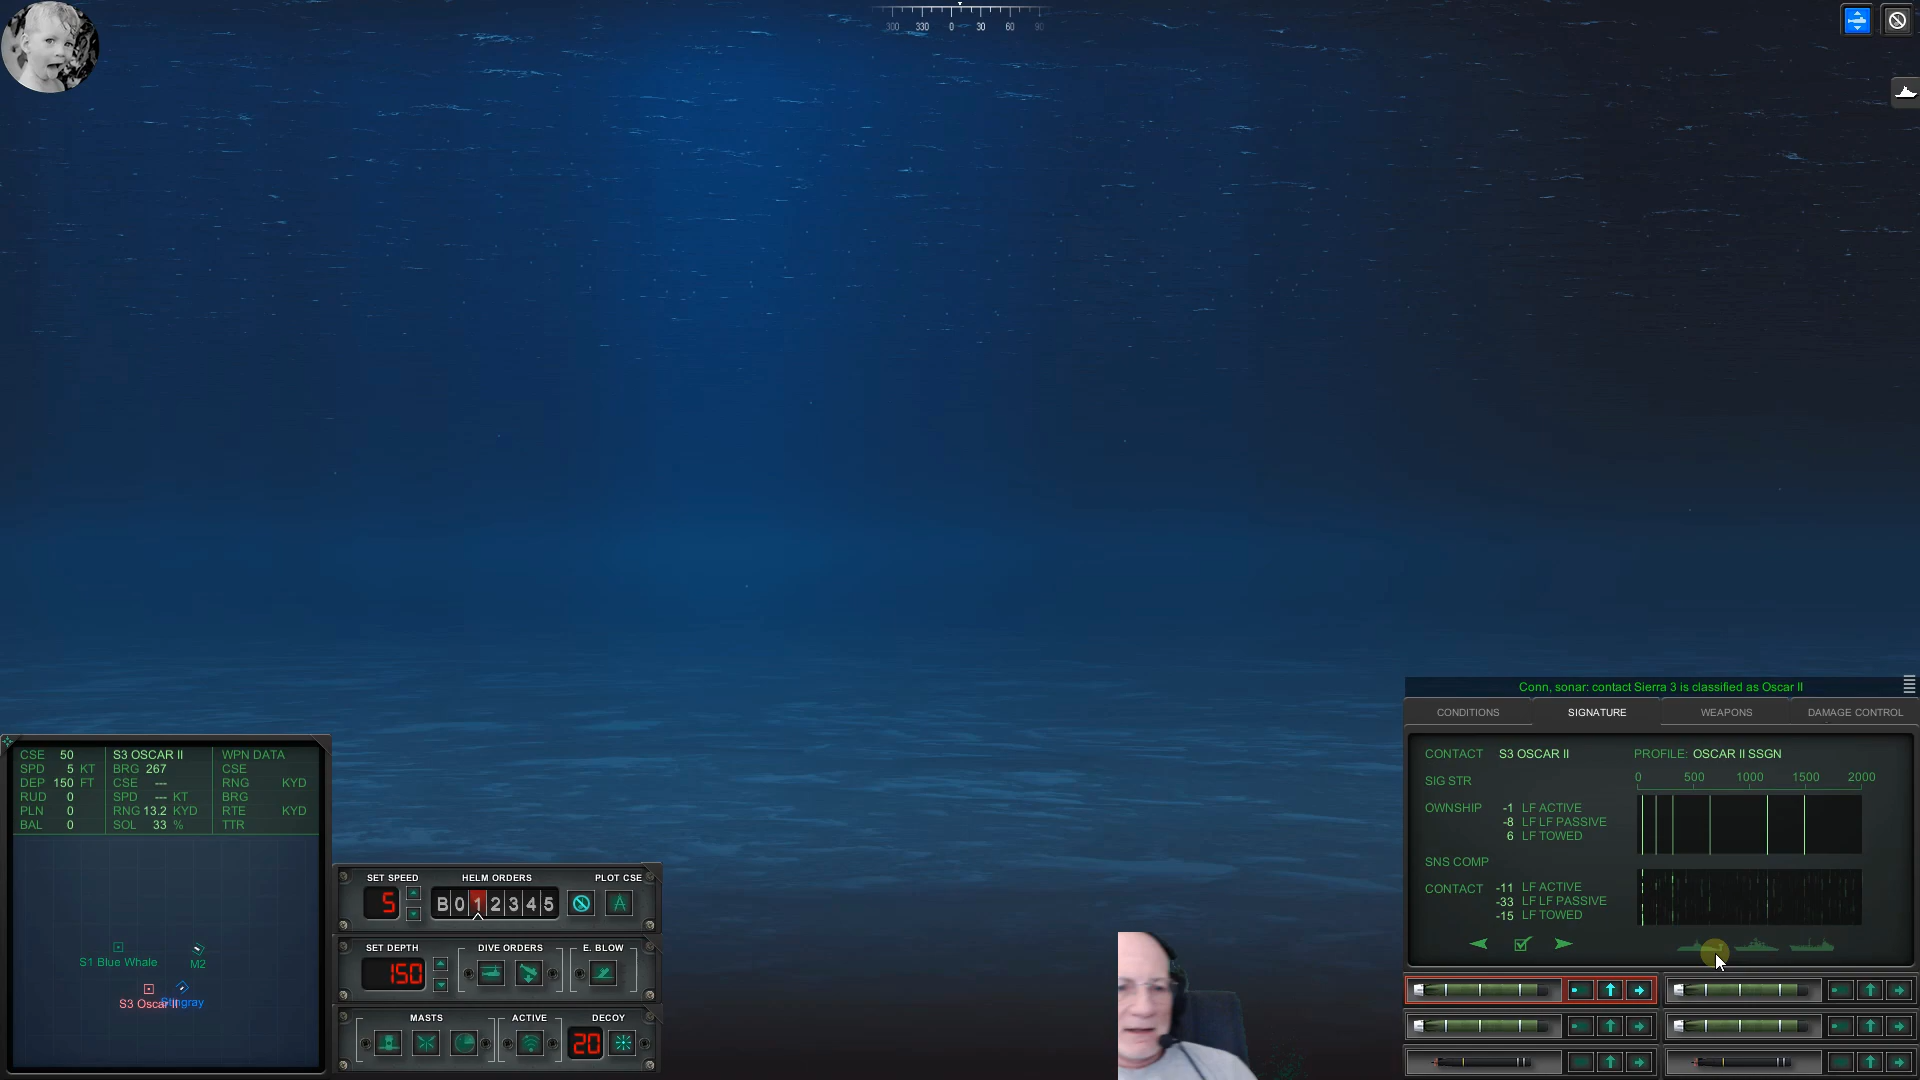 300 330 0 30 60 90
Conn, sonar: contact Sierra 3 is classified as Oscar II
CONDITIONS SIGNATURE WEAPONS DAMAGE CONTROL
CONTACT S3 OSCAR II PROFILE: OSCAR II SSGN
SIG STR 0 500 1000 1500 2000
OWNSHIP -1 LF ACTIVE
-8 LF LF PASSIVE
6 LF TOWED
SNS COMP
CONTACT -11 LF ACTIVE
-33 LF LF PASSIVE
-15 LF TOWED
CSE 50 S3 OSCAR II WPN DATA
SPD 5 KT BRG 267 CSE
DEP 150 FT CSE --- RNG KYD
RUD 0 SPD --- KT BRG
PLN 0 RNG 13.2 KYD RTE KYD
BAL 0 SOL 33 % TTR
S1 Blue Whale M2
S3 Oscar II Stingray
SET SPEED HELM ORDERS PLOT CSE
5 B 0 1 2 3 4 5
SET DEPTH DIVE ORDERS E. BLOW
150
MASTS ACTIVE DECOY
20